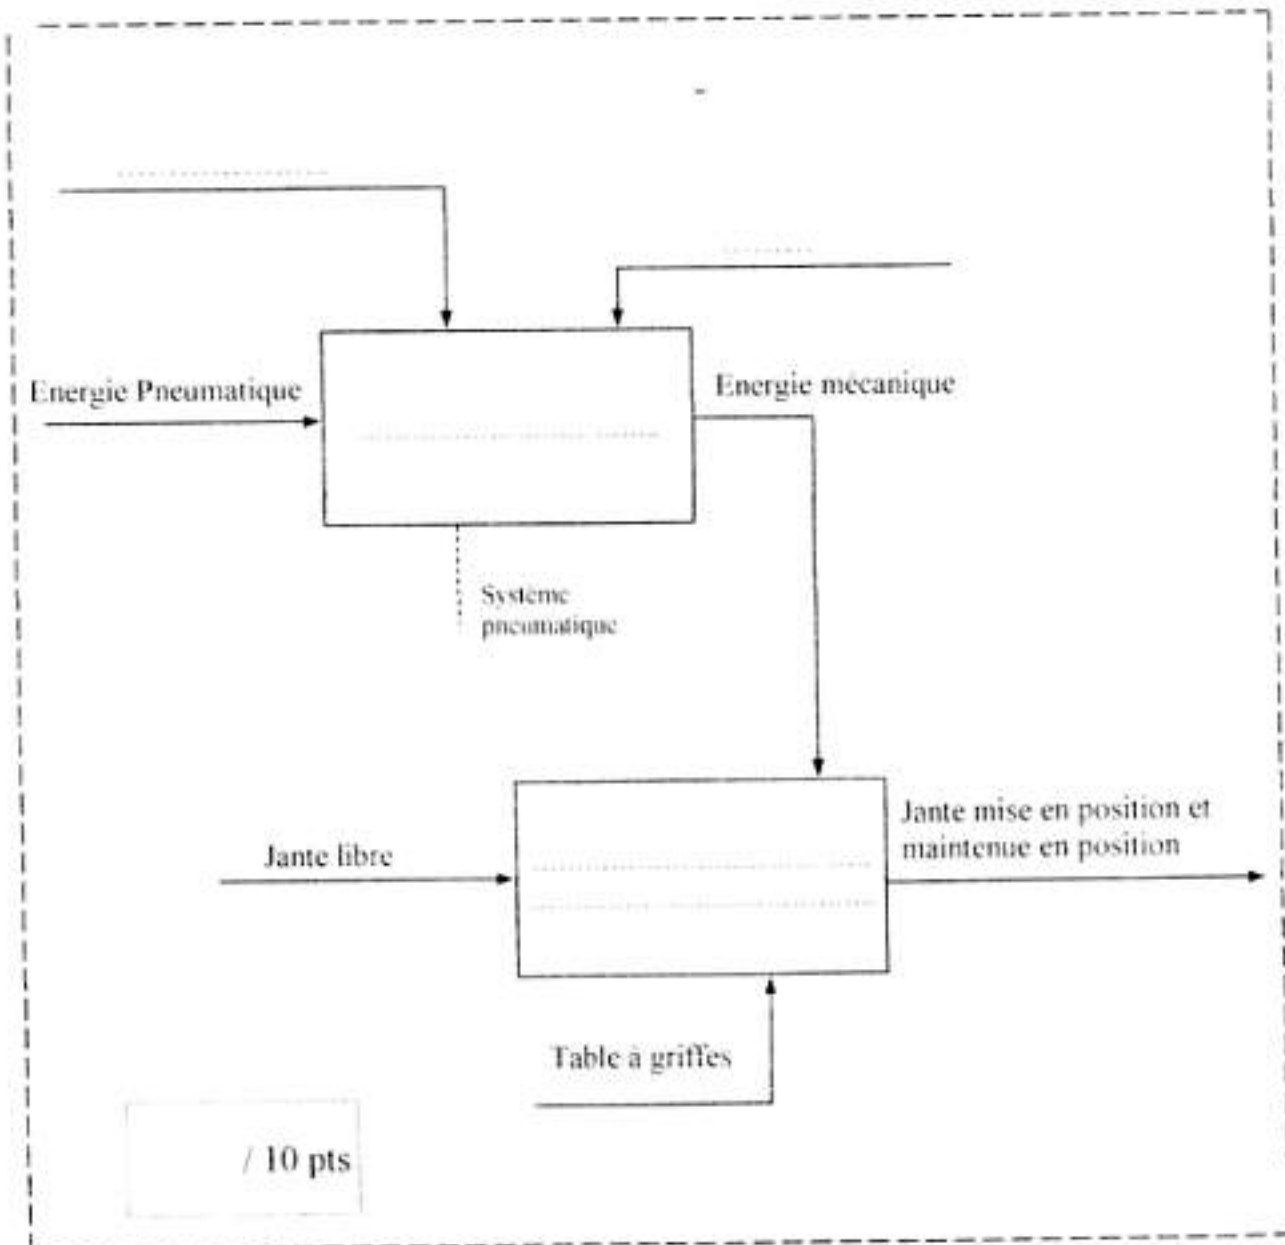 Energie Pneumatique
Energie mécanique
Système
pneumatique
Jante libre
Jante mise en position et
maintenue en position
Table à griffes
/ 10 pts